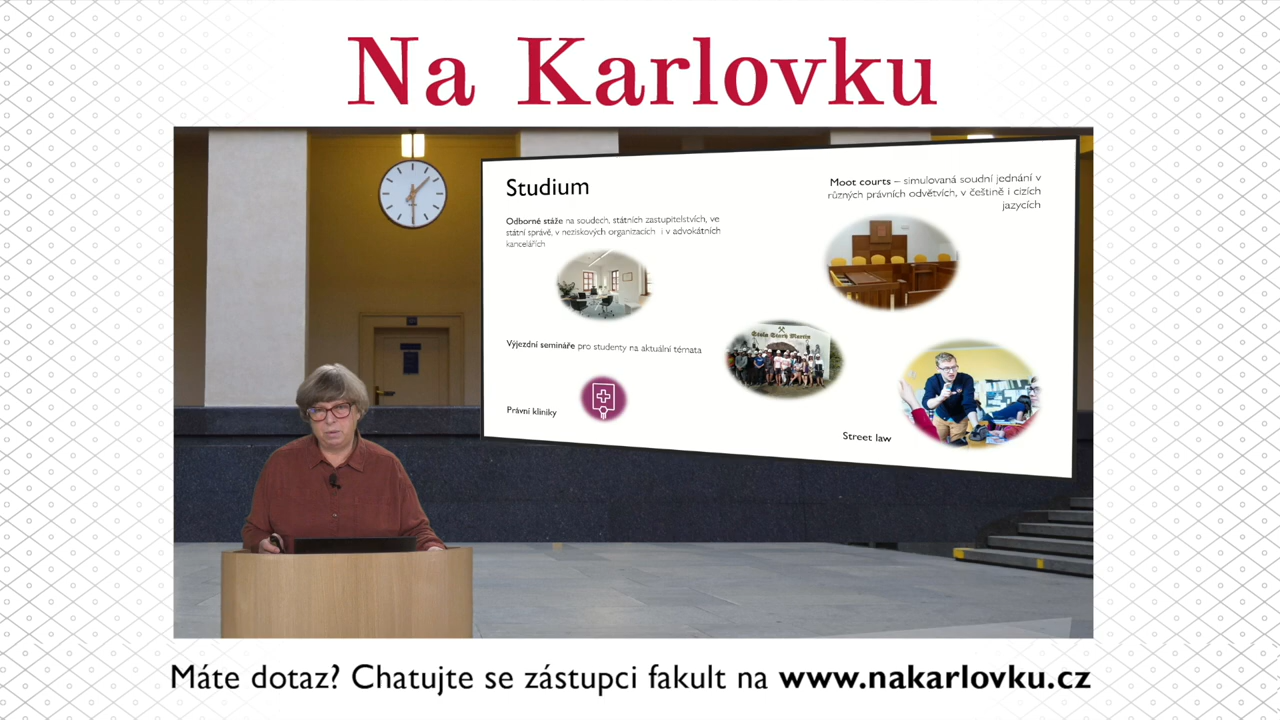 Na Karlovku
Studium
Odborné stáže na soudech, státních zastupitelstvích, ve
státní správě, v neziskových organizacích i v advokátních
kancelářích
Moot courts – simulovaná soudní jednání v
různých právních odvětvích, v češtině i cizích
jazycích
Výjezdní semináře pro studenty na aktuální témata
Právní kliniky
Street law
Máte dotaz? Chatujte se zástupci fakult na www.nakarlovku.cz